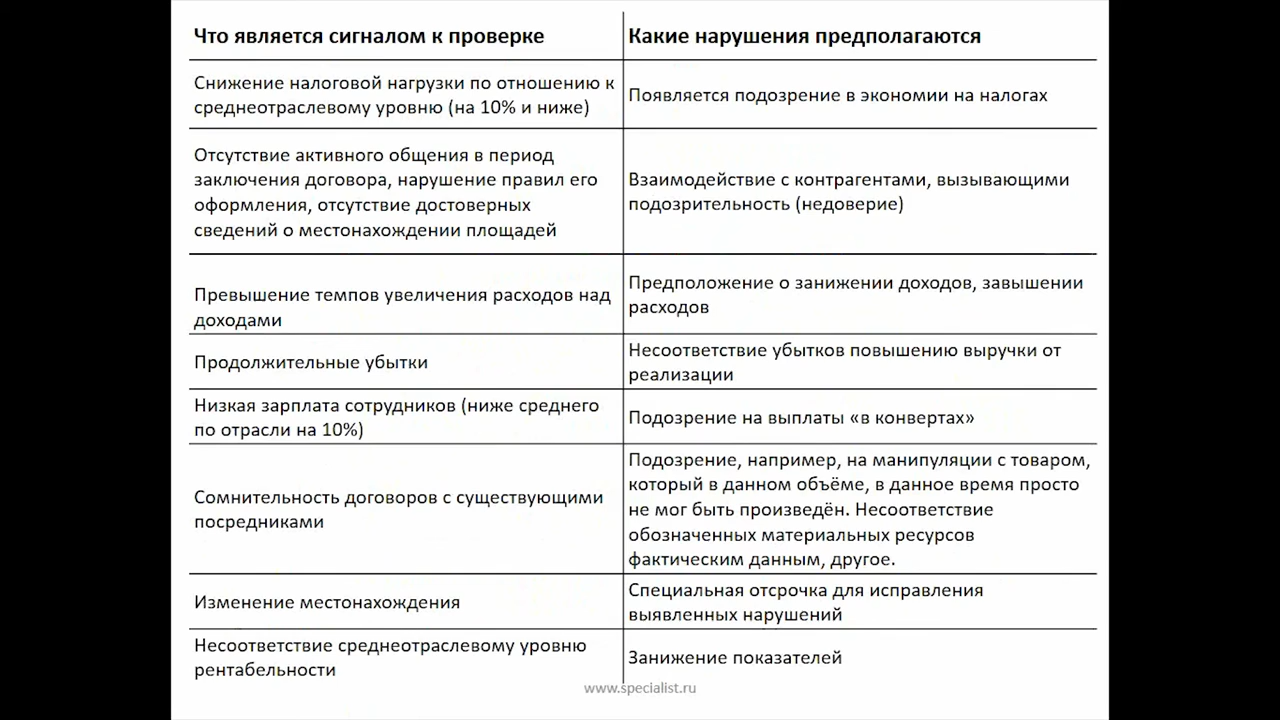 Что является сигналом к проверке
Какие нарушения предполагаются
Снижение налоговой нагрузки по отношению к
среднеотраслевому уровню (на 10% и ниже)
Появляется подозрение в экономии на налогах
Отсутствие активного общения в период
заключения договора, нарушение правил его
оформления, отсутствие достоверных
сведений о местонахождении площадей
Взаимодействие с контрагентами, вызывающими
подозрительность (недоверие)
Превышение темпов увеличения расходов над
доходами
Предположение о занижении доходов, завышении
расходов
Продолжительные убытки
Несоответствие убытков повышению выручки от
реализации
Низкая зарплата сотрудников (ниже среднего
по отрасли на 10%)
Подозрение на выплаты «в конвертах»
Сомнительность договоров с существующими
посредниками
Подозрение, например, на манипуляции с товаром,
который в данном объёме, в данное время просто
не мог быть произведён. Несоответствие
обозначенных материальных ресурсов
фактическим данным, другое.
Изменение местонахождения
Специальная отсрочка для исправления
выявленных нарушений
Несоответствие среднеотраслевому уровню
рентабельности
Занижение показателей
www.specialist.ru